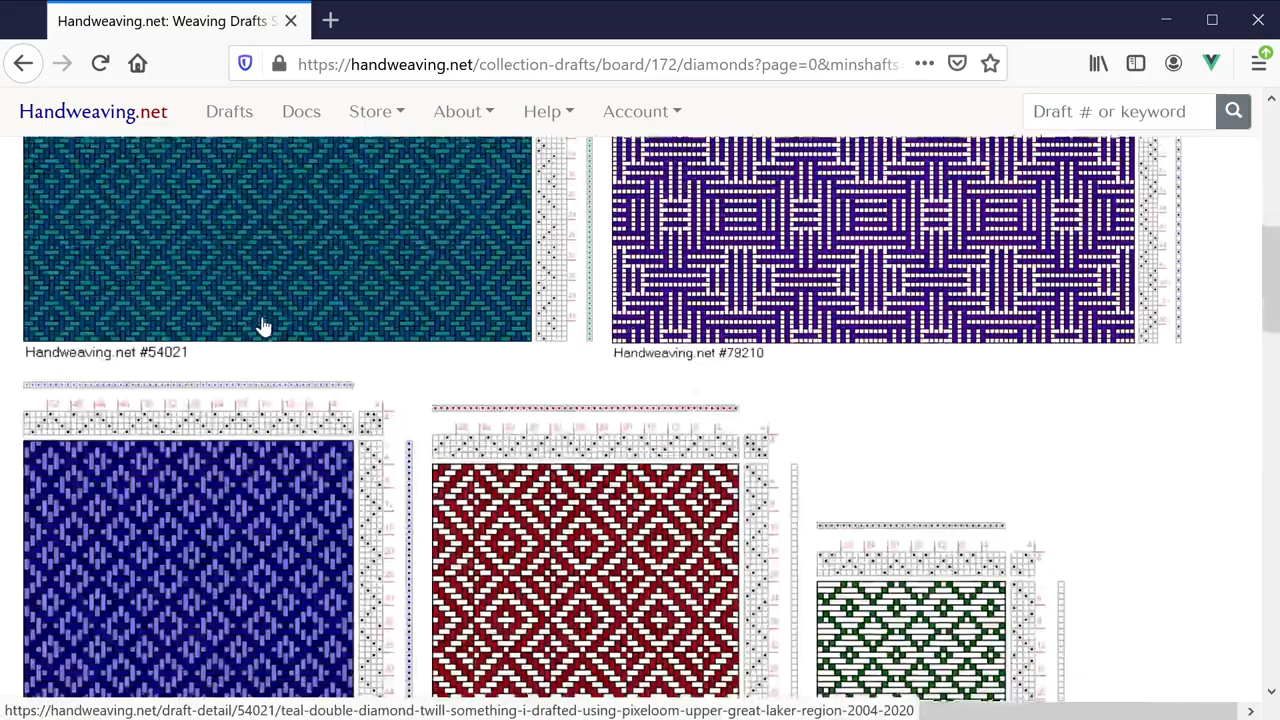 Handweaving.net: Weaving Drafts S
https://handweaving.net/collection-drafts/board/172/diamonds?page=0&minshafts=
Handweaving.net Drafts Docs Store About Help Account Draft # or keyword
Handweaving.net #54021
Handweaving.net #79210
https://handweaving.net/draft-detail/54021/teal-double-diamond-twill-something-i-drafted-using-pixeloom-upper-great-laker-region-2004-2020